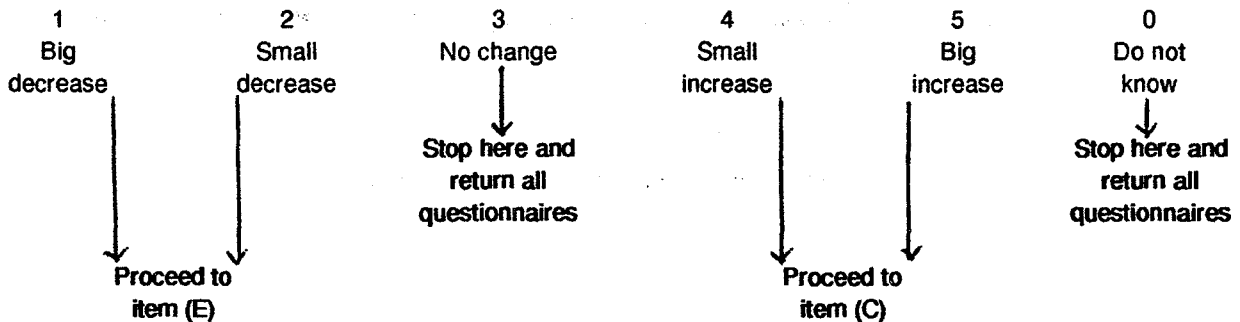 1 2 3 4 5 0
Big Small No change Small Big Do not
decrease decrease increase increase know
Stop here and Stop here and
return all return all
questionnaires questionnaires
Proceed to Proceed to
item (E) item (C)